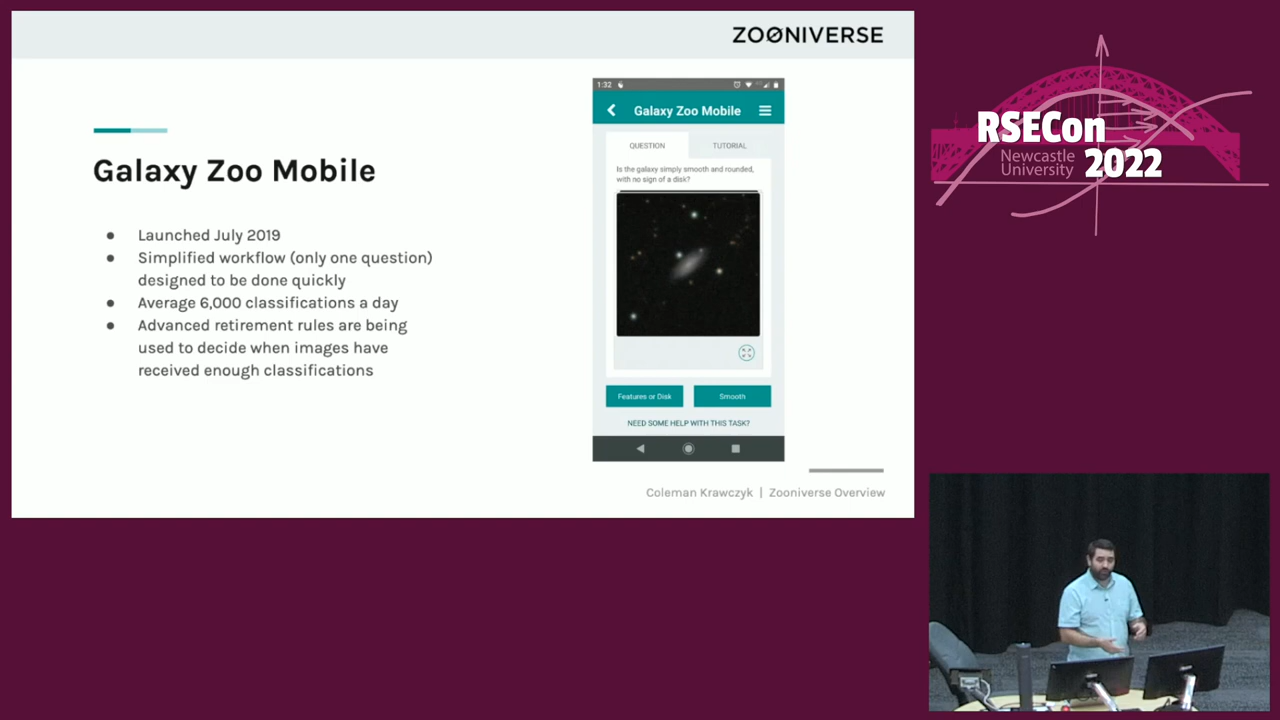 ZOØNIVERSE
Galaxy Zoo Mobile
● Launched July 2019
● Simplified workflow (only one question)
designed to be done quickly
● Average 6,000 classifications a day
● Advanced retirement rules are being
used to decide when images have
received enough classifications
1:32
Galaxy Zoo Mobile
QUESTION TUTORIAL
Is the galaxy simply smooth and rounded,
with no sign of a disk?
Features or Disk Smooth
NEED SOME HELP WITH THIS TASK?
Coleman Krawczyk | Zooniverse Overview
RSECon
Newcastle
University 2022